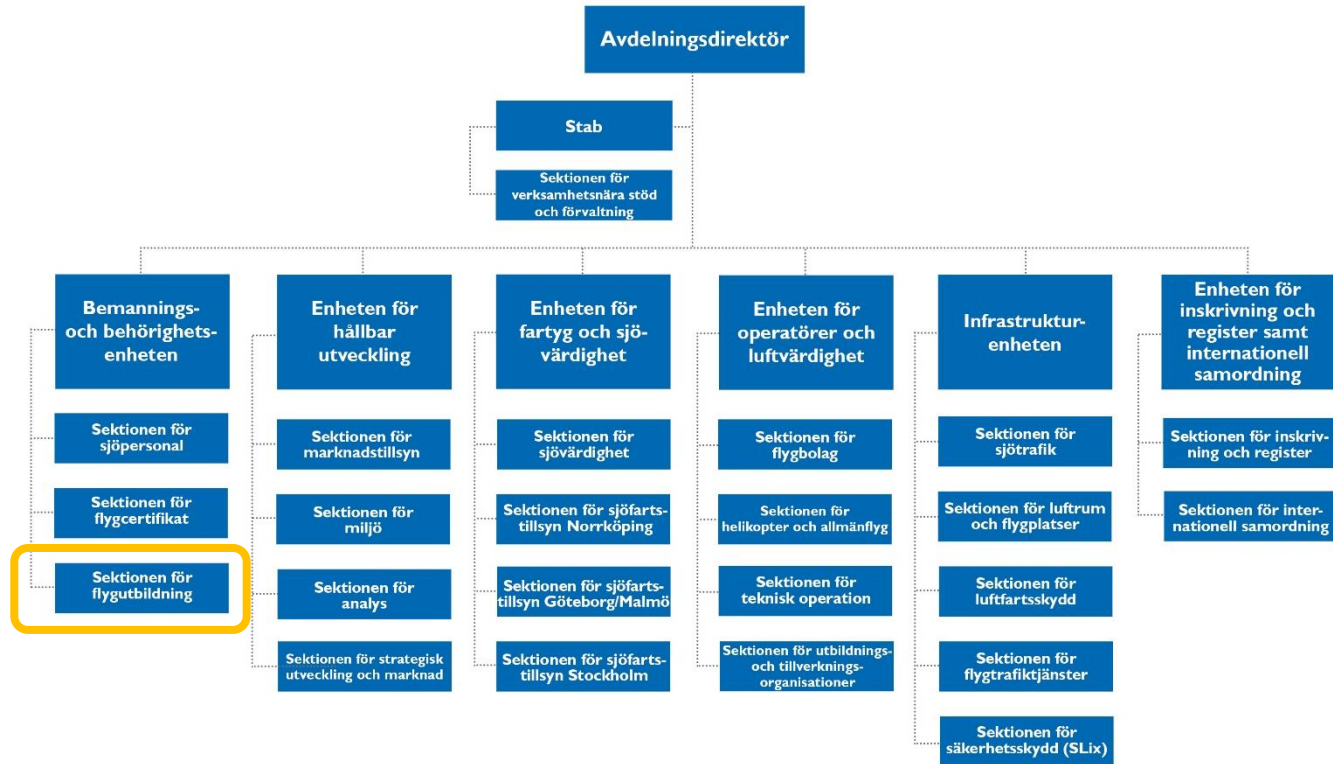 Avdelningsdirektör
Stab
Sektionen för
verksamhetsnära stöd
och förvaltning
Bemannings-
och behörighets-
enheten
Sektionen för
sjöpersonal
Sektionen för
flygcertifikat
Sektionen för
flygutbildning
Enheten för
hållbar
utveckling
Sektionen för
marknadstillsyn
Sektionen för
miljö
Sektionen för
analys
Sektionen för strategisk
utveckling och marknad
Enheten för
fartyg och sjö-
värdighet
Sektionen för
sjövärdighet
Sektionen för sjöfarts-
tillsyn Norrköping
Sektionen för sjöfarts-
tillsyn Göteborg/Malmö
Sektionen för sjöfarts-
tillsyn Stockholm
Enheten för
operatörer och
luftvärdighet
Sektionen för
flygbolag
Sektionen för
helikopter och allmänflyg
Sektionen för
teknisk operation
Sektionen för utbildnings-
och tillverknings-
organisationer
Infrastruktur-
enheten
Sektionen för
sjötrafik
Sektionen för luftrum
och flygplatser
Sektionen för
luftfartsskydd
Sektionen för
flygtrafiktjänster
Sektionen för
säkerhetsskydd (SLix)
Enheten för
inskrivning och
register samt
internationell
samordning
Sektionen för inskriv-
ning och register
Sektionen för inter-
nationell samordning